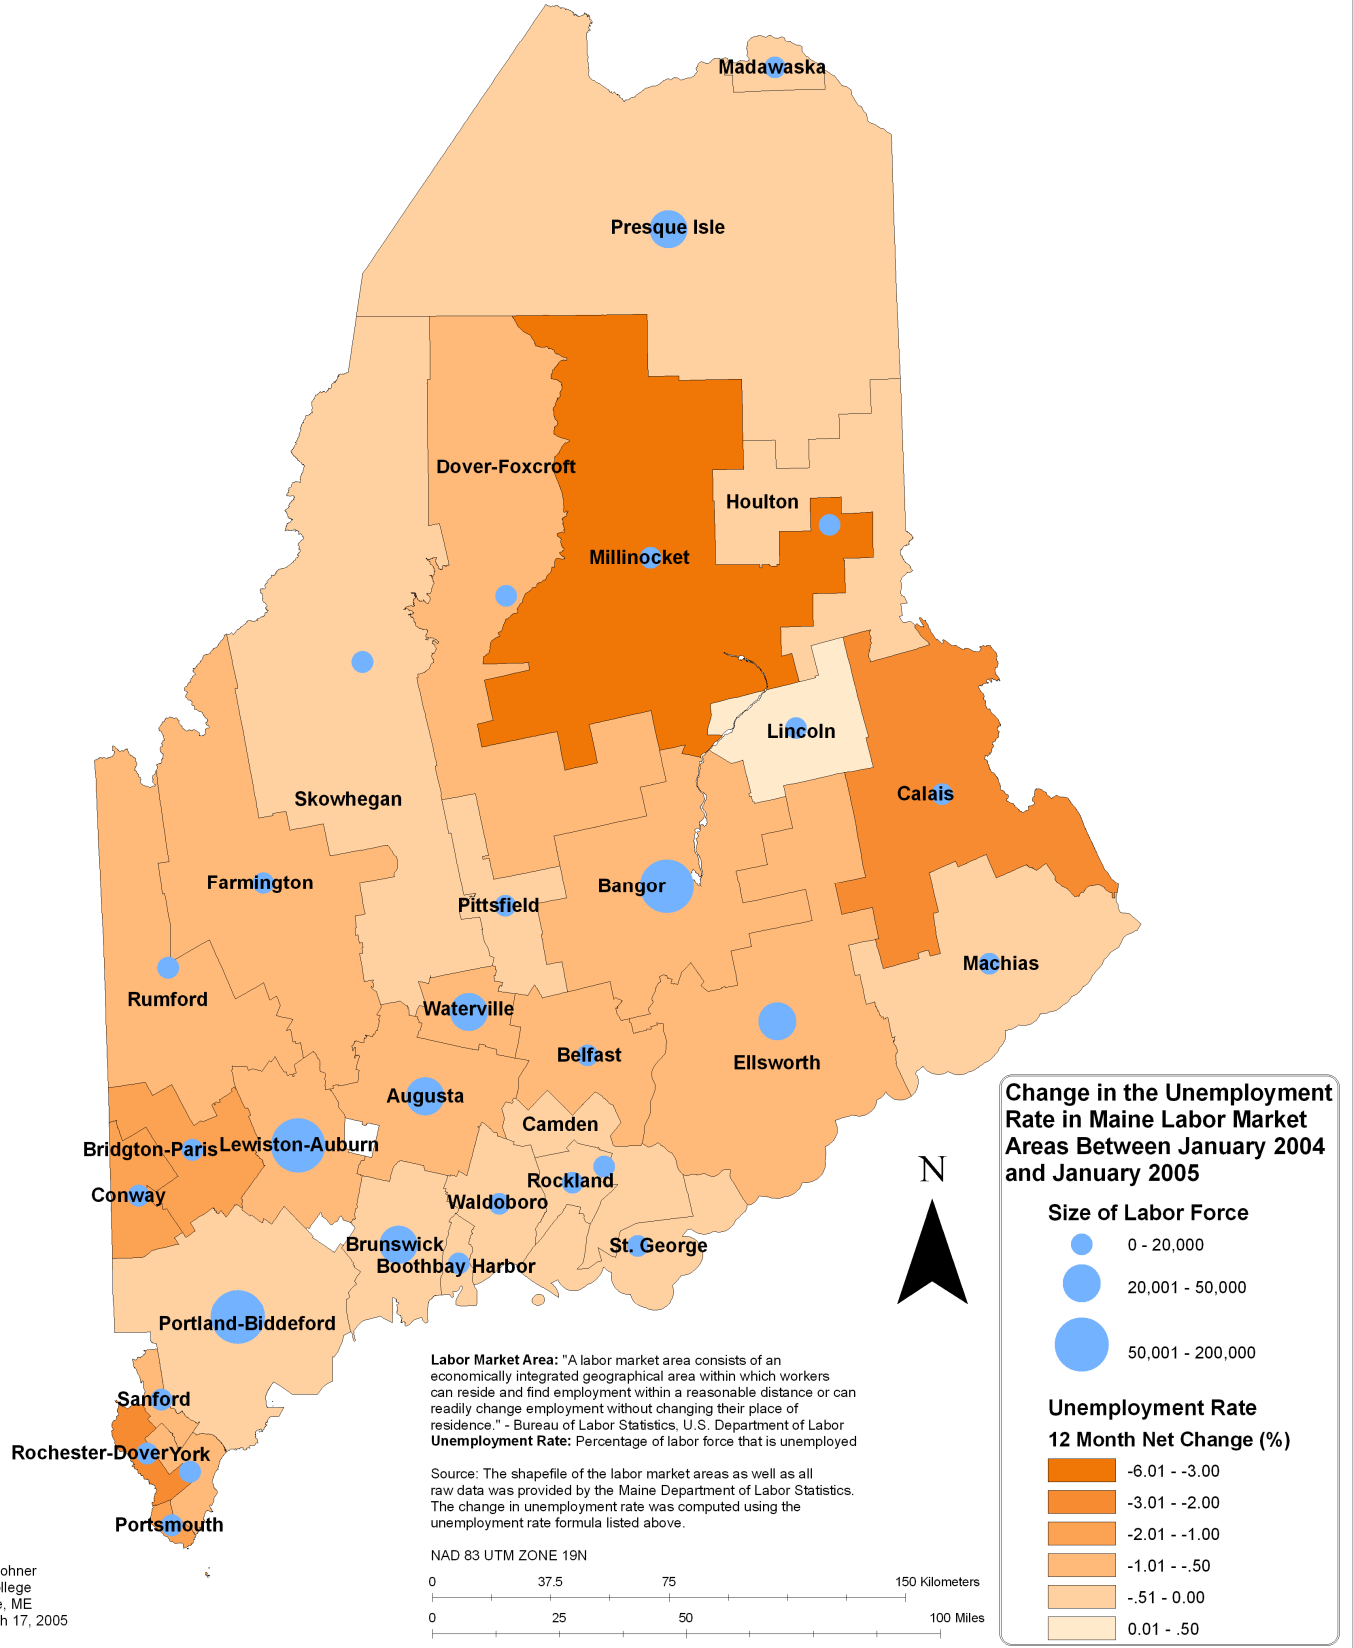 Madawaska
Presque Isle
Dover-Foxcroft
Houlton
Millinocket
Lincoln
Calais
Skowhegan
Farmington
Bangor
Pittsfield
Machias
Rumford
Waterville
Belfast
Ellsworth
Augusta
Camden
Bridgton-Paris
Lewiston-Auburn
Rockland
Conway
Waldoboro
Brunswick
St. George
Boothbay Harbor
Portland-Biddeford
Sanford
Rochester-Dover
York
Portsmouth
N
Change in the Unemployment
Rate in Maine Labor Market
Areas Between January 2004
and January 2005
Size of Labor Force
0 - 20,000
20,001 - 50,000
50,001 - 200,000
Unemployment Rate
12 Month Net Change (%)
-6.01 - -3.00
-3.01 - -2.00
-2.01 - -1.00
-1.01 - -.50
-.51 - 0.00
0.01 - .50
Labor Market Area: "A labor market area consists of an
economically integrated geographical area within which workers
can reside and find employment within a reasonable distance or can
readily change employment without changing their place of
residence." - Bureau of Labor Statistics, U.S. Department of Labor
Unemployment Rate: Percentage of labor force that is unemployed
Source: The shapefile of the labor market areas as well as all
raw data was provided by the Maine Department of Labor Statistics.
The change in unemployment rate was computed using the
unemployment rate formula listed above.
NAD 83 UTM ZONE 19N
0 37.5 75 150 Kilometers
0 25 50 100 Miles
ohner
llege
e, ME
h 17, 2005